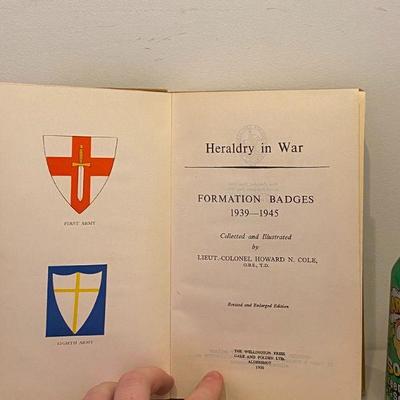 FIRST ARMY
EIGHTH ARMY
Heraldry in War
FORMATION BADGES
1939—1945
Collected and Illustrated
by
LIEUT.-COLONEL HOWARD N. COLE,
O.B.E., T.D.
Revised and Enlarged Edition
THE WELLINGTON PRESS
GALE AND POLDEN LTD.
ALDERSHOT